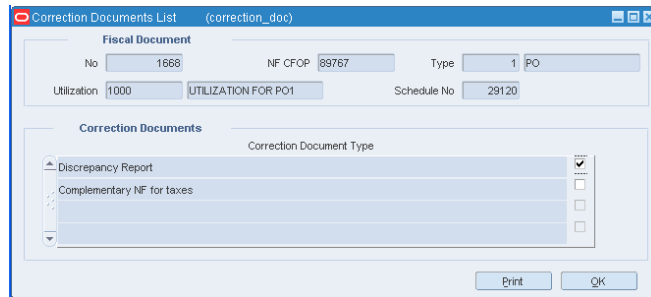 Correction Documents List (correction_doc)
Fiscal Document
No 1668 NF CFOP 89767 Type 1 PO
Utilization 1000 UTILIZATION FOR PO1 Schedule No 29120
Correction Documents
Correction Document Type
Discrepancy Report
Complementary NF for taxes
Print OK